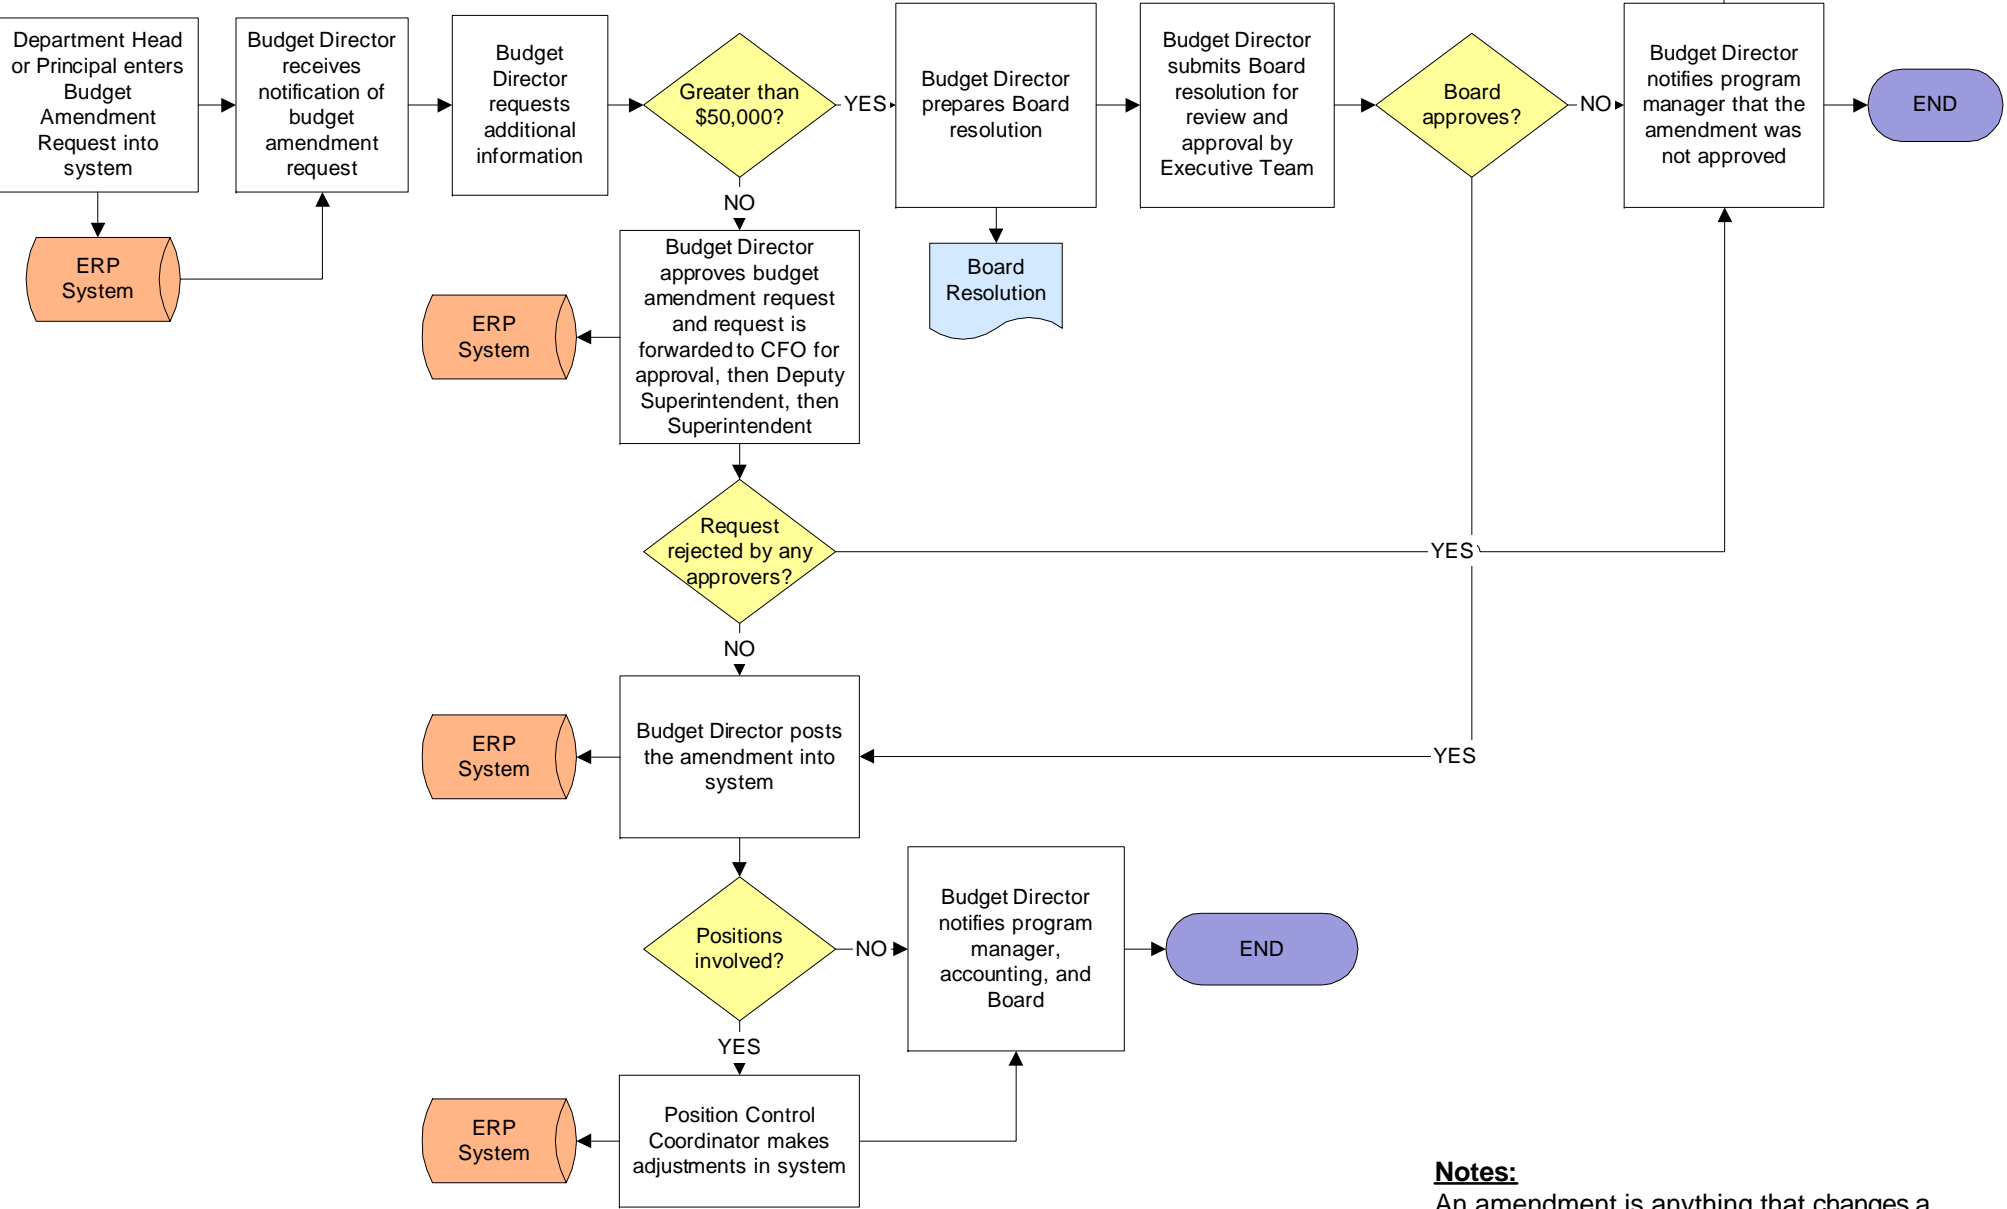 Department Head
or Principal enters
Budget
Amendment
Request into
system
Budget Director
receives
notification of
budget
amendment
request
Budget
Director
requests
additional
information
Greater than
$50,000?
YES
Budget Director
prepares Board
resolution
Budget Director
submits Board
resolution for
review and
approval by
Executive Team
Board
approves?
NO
Budget Director
notifies program
manager that the
amendment was
not approved
END
ERP
System
NO
Board
Resolution
Budget Director
approves budget
amendment request
and request is
forwarded to CFO for
approval, then Deputy
Superintendent, then
Superintendent
ERP
System
Request
rejected by any
approvers?
YES
NO
Budget Director posts
the amendment into
system
ERP
System
YES
Positions
involved?
NO
Budget Director
notifies program
manager,
accounting, and
Board
END
YES
Position Control
Coordinator makes
adjustments in system
ERP
System
Notes:
An amendment is anything that changes a